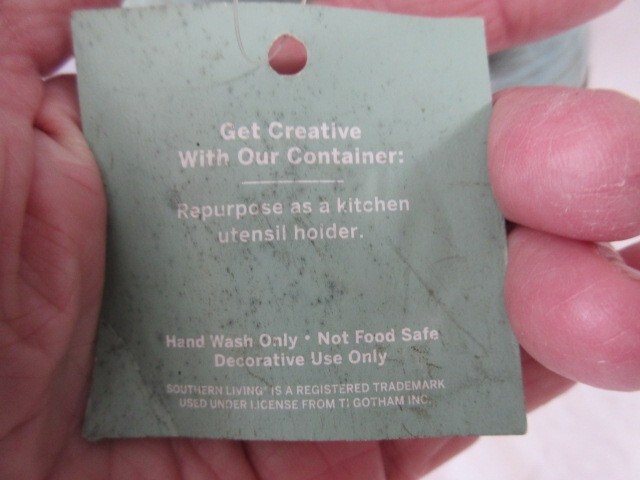 Get Creative
With Our Container:
Repurpose as a kitchen
utensil holder.
Hand Wash Only • Not Food Safe
Decorative Use Only
SOUTHERN LIVING® IS A REGISTERED TRADEMARK
USED UNDER LICENSE FROM TI GOTHAM INC.